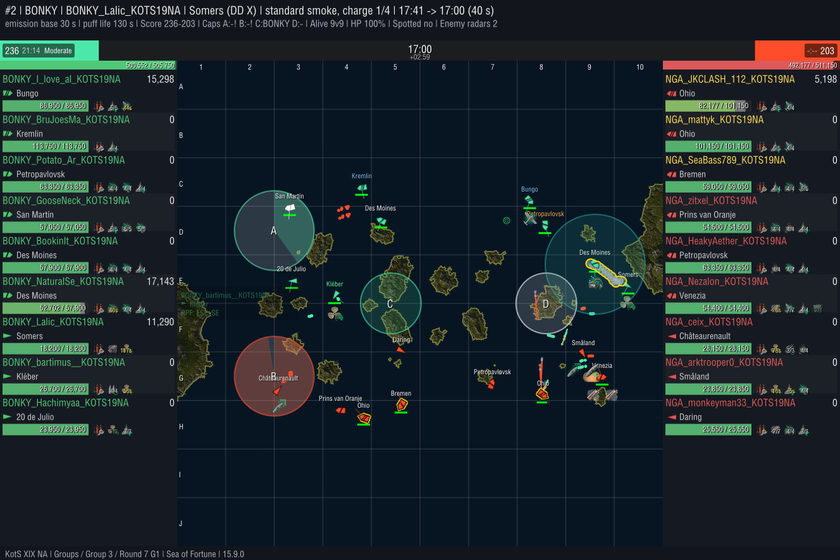 #2 | BONKY | BONKY_Lalic_KOTS19NA | Somers (DD X) | standard smoke, charge 1/4 | 17:41 -> 17:00 (40 s)
emission base 30 s | puff life 130 s | Score 236-203 | Caps A:-! B:-! C:BONKY D:- | Alive 9v9 | HP 100% | Spotted no | Enemy radars 2
236 21:14 Moderate
17:00
+02:59
-:-- 203
492,177 / 511,150
BONKY_I_love_al_KOTS19NA 15,298
Bungo
BONKY_BruJoesMa_KOTS19NA 0
Kremlin
BONKY_Potato_Ar_KOTS19NA 0
Petropavlovsk
BONKY_GooseNeck_KOTS19NA 0
San Martin
BONKY_BookinIt_KOTS19NA 0
Des Moines
BONKY_NaturalSe_KOTS19NA 17,143
Des Moines
BONKY_Lalic_KOTS19NA 11,290
Somers
BONKY_bartimus__KOTS19NA 0
Kléber
BONKY_Hachimyaa_KOTS19NA 0
20 de Julio
1 2 3 4 5 6 7 8 9 10
A
B
C
D
E
F
G
H
I
J
Kremlin
San Martin
Des Moines
Bungo
Petropavlovsk
A
20 de Julio
Kléber
Des Moines
Somers
C
D
Daring
Småland
B
Châteaurenault
Petropavlovsk
Venezia
Ohio
Prins van Oranje
Ohio
Bremen
NGA_JKCLASH_112_KOTS19NA 5,198
Ohio
NGA_mattyk_KOTS19NA 0
Ohio
NGA_SeaBass789_KOTS19NA 0
Bremen
NGA_zitxel_KOTS19NA 0
Prins van Oranje
NGA_HeakyAether_KOTS19NA 0
Petropavlovsk
NGA_Nezalon_KOTS19NA 0
Venezia
NGA_ceix_KOTS19NA 0
Châteaurenault
NGA_arktrooper0_KOTS19NA 0
Småland
NGA_monkeyman33_KOTS19NA 0
Daring
KotS XIX NA | Groups / Group 3 / Round 7 G1 | Sea of Fortune | 15.9.0